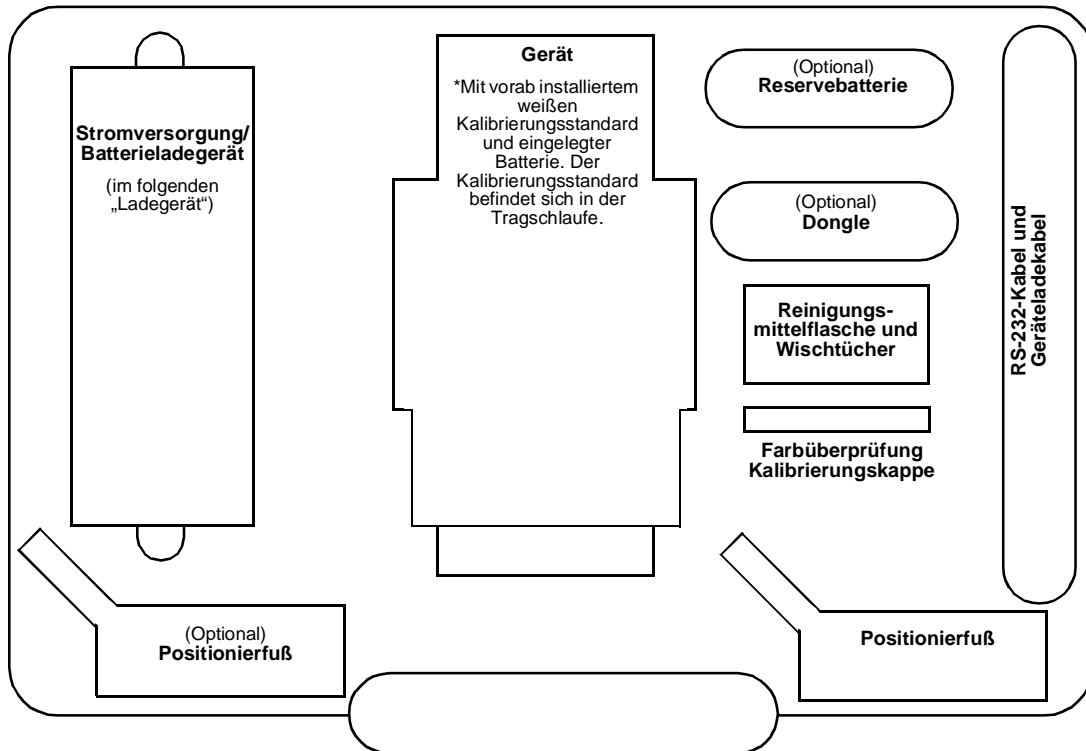 Stromversorgung/
Batterieladegerät
(im folgenden
„Ladegerät“)
Gerät
*Mit vorab installiertem
weißen
Kalibrierungsstandard
und eingelegter
Batterie. Der
Kalibrierungsstandard
befindet sich in der
Tragschlaufe.
(Optional)
Reservebatterie
(Optional)
Dongle
Reinigungs-
mittelflasche und
Wischtücher
Farbüberprüfung
Kalibrierungskappe
RS-232-Kabel und
Geräteladekabel
(Optional)
Positionierfuß
Positionierfuß